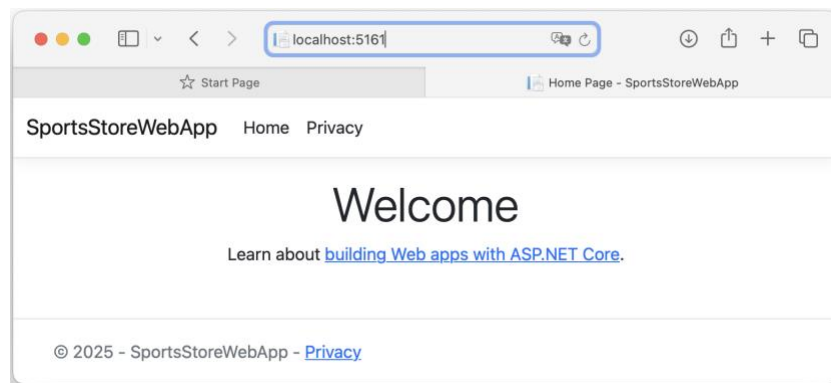 localhost:5161
Start Page
Home Page - SportsStoreWebApp
SportsStoreWebApp Home Privacy
Welcome
Learn about building Web apps with ASP.NET Core.
© 2025 - SportsStoreWebApp - Privacy